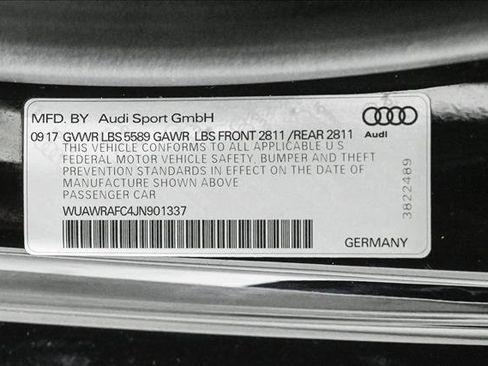 MFD. BY Audi Sport GmbH
09 17 GVWR LBS 5589 GAWR LBS FRONT 2811 /REAR 2811
THIS VEHICLE CONFORMS TO ALL APPLICABLE U S
FEDERAL MOTOR VEHICLE SAFETY, BUMPER AND THEFT
PREVENTION STANDARDS IN EFFECT ON THE DATE OF
MANUFACTURE SHOWN ABOVE
PASSENGER CAR
WUAWRAFC4JN901337
Audi
3822489
GERMANY